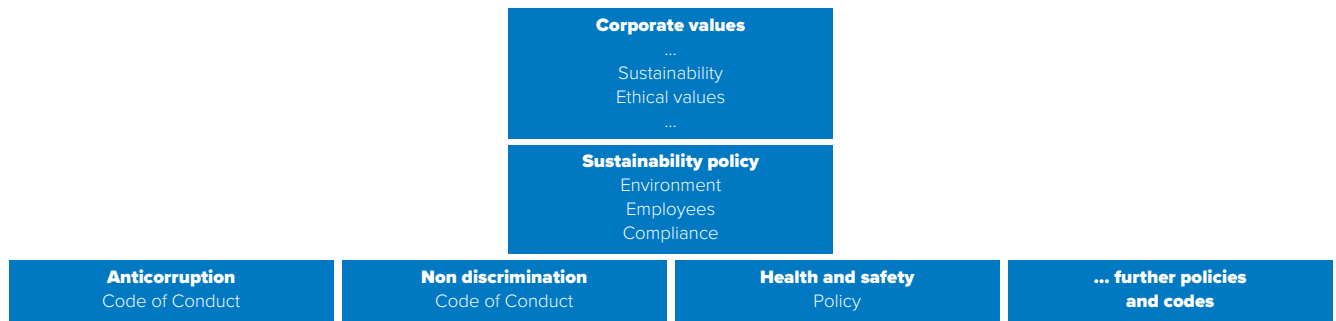 Corporate values
...
Sustainability
Ethical values
...
Sustainability policy
Environment
Employees
Compliance
Anticorruption
Code of Conduct
Non discrimination
Code of Conduct
Health and safety
Policy
... further policies
and codes